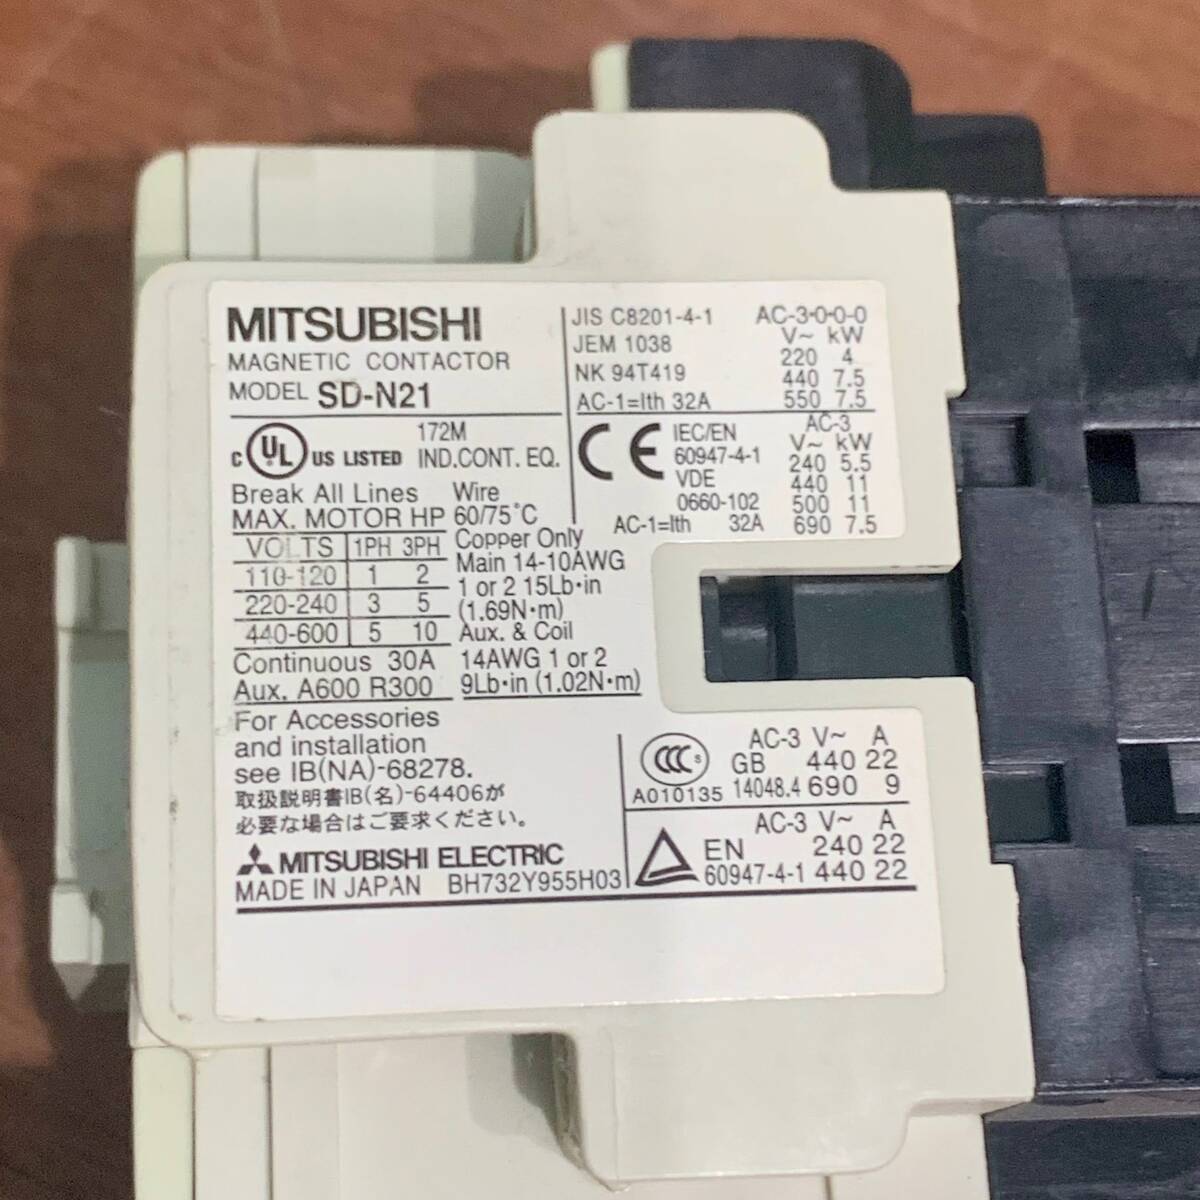 MITSUBISHI
MAGNETIC CONTACTOR
MODEL SD-N21
JIS C8201-4-1 AC-3-0-0-0
JEM 1038 V~ kW
NK 94T419 220 4
440 7.5
AC-1=Ith 32A 550 7.5
C UL US LISTED 172M
IND.CONT. EQ.
CE IEC/EN AC-3
60947-4-1 V~ kW
VDE 240 5.5
0660-102 440 11
500 11
AC-1=Ith 32A 690 7.5
Break All Lines
MAX. MOTOR HP
VOLTS 1PH 3PH
110-120 1 2
220-240 3 5
440-600 5 10
Continuous 30A
Aux. A600 R300
Wire
60/75°C
Copper Only
Main 14-10AWG
1 or 2 15Lb·in
(1.69N·m)
Aux. & Coil
14AWG 1 or 2
9Lb·in (1.02N·m)
For Accessories
and installation
see IB(NA)-68278.
取扱説明書IB(名)-64406が
必要な場合はご要求ください。
MITSUBISHI ELECTRIC
MADE IN JAPAN BH732Y955H03
CCC S AC-3 V~ A
GB 440 22
A010135 14048.4 690 9
AC-3 V~ A
EN 240 22
60947-4-1 440 22